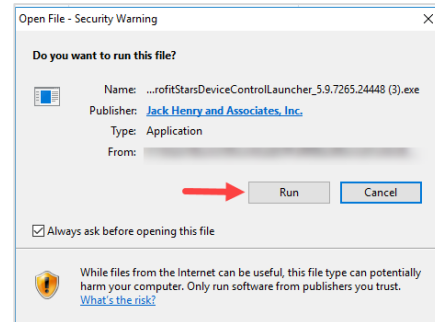 Open File - Security Warning
Do you want to run this file?
Name: ...rofitStarsDeviceControlLauncher_5.9.7265.24448 (3).exe
Publisher: Jack Henry and Associates, Inc.
Type: Application
From:
Run Cancel
Always ask before opening this file
While files from the Internet can be useful, this file type can potentially
harm your computer. Only run software from publishers you trust.
What's the risk?